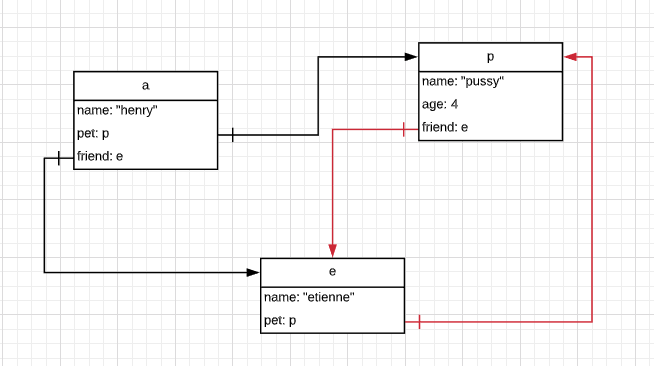 a
name: "henry"
pet: p
friend: e
p
name: "pussy"
age: 4
friend: e
e
name: "etienne"
pet: p